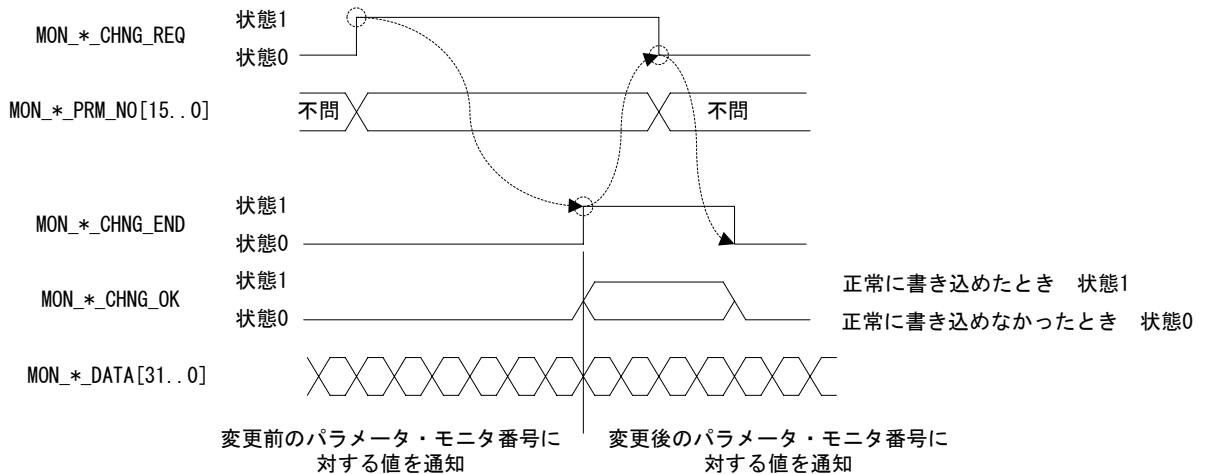 MON_*_CHNG_REQ
状態1
状態0
MON_*_PRM_NO[15..0]
不問
不問
MON_*_CHNG_END
状態1
状態0
MON_*_CHNG_OK
状態1
状態0
正常に書き込めたとき　状態1
正常に書き込めなかったとき　状態0
MON_*_DATA[31..0]
変更前のパラメータ・モニタ番号に
対する値を通知
変更後のパラメータ・モニタ番号に
対する値を通知